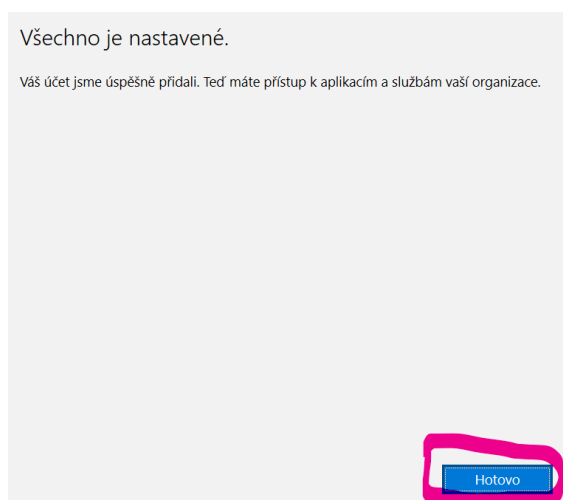 Všechno je nastavené.
Váš účet jsme úspěšně přidali. Teď máte přístup k aplikacím a službám vaší organizace.
Hotovo